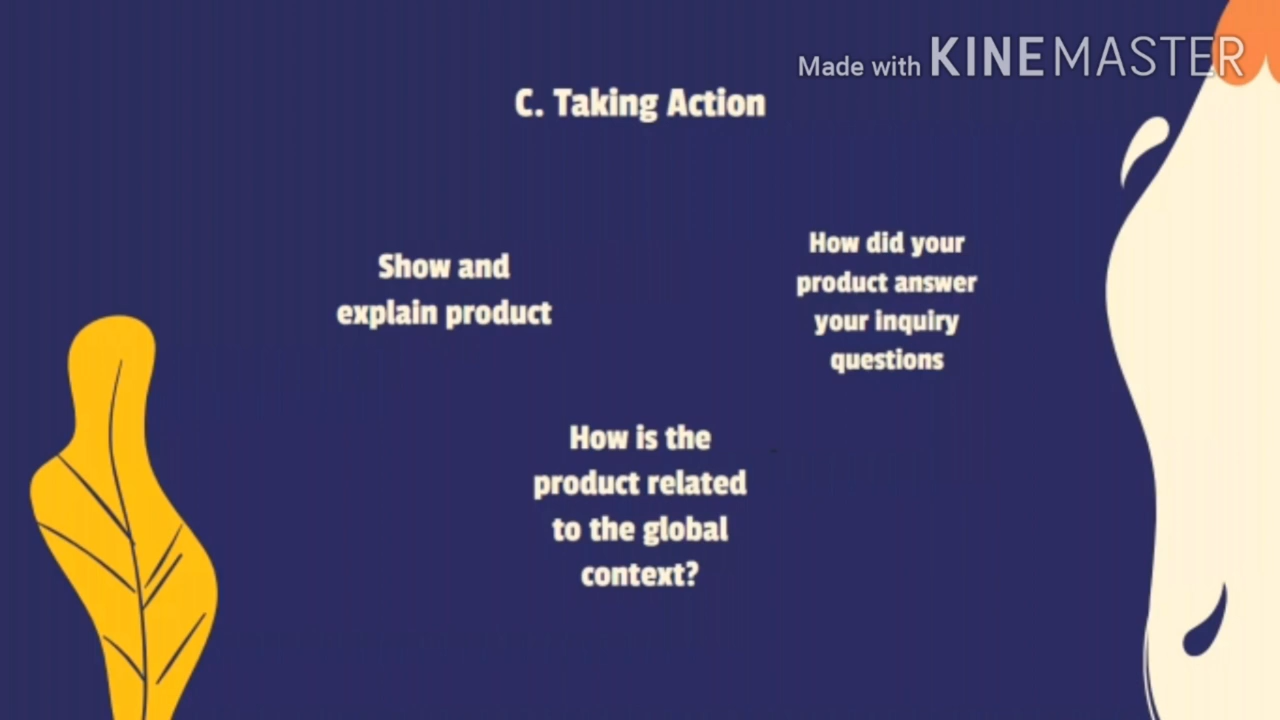 Made with KINEMASTER
C. Taking Action
Show and
explain product
How did your
product answer
your inquiry
questions
How is the
product related
to the global
context?